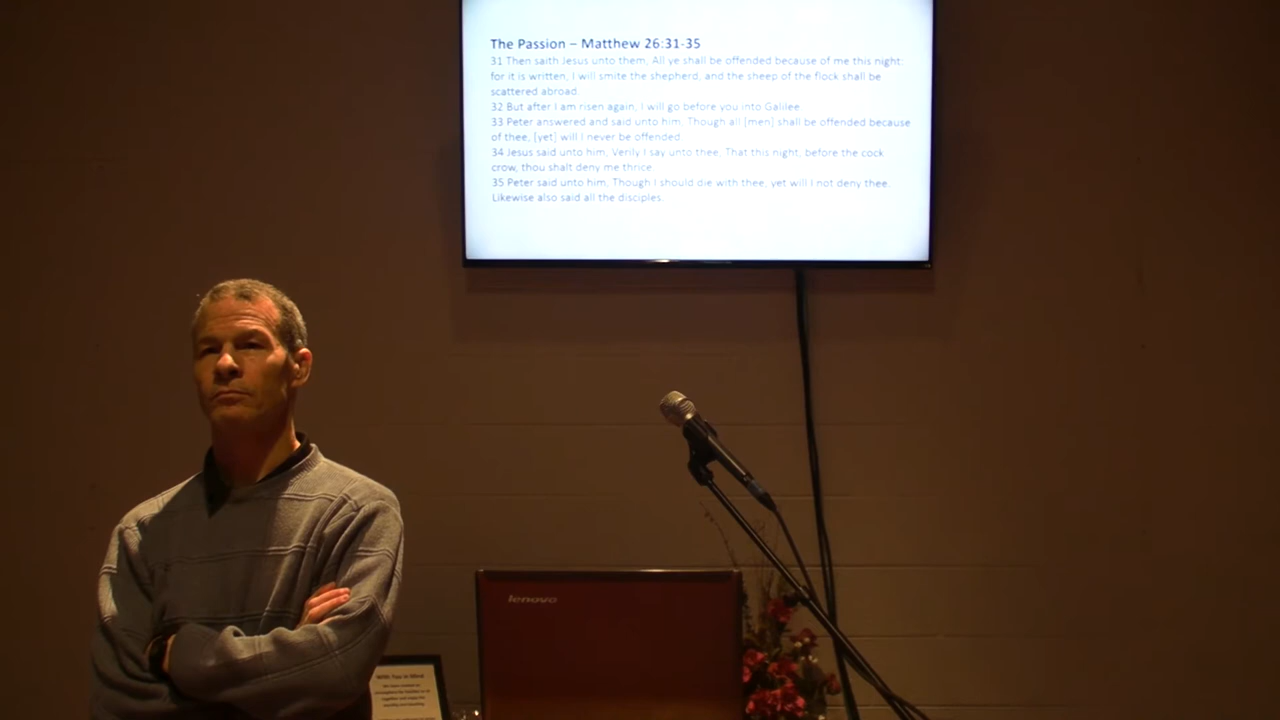 The Passion – Matthew 26:31-35
31 Then saith Jesus unto them, All ye shall be offended because of me this night:
for it is written, I will smite the shepherd, and the sheep of the flock shall be
scattered abroad.
32 But after I am risen again, I will go before you into Galilee
33 Peter answered and said unto him. Though all [men] shall be offended because
of thee, [yet] will I never be offended.
34 Jesus said unto him, Verily I say unto thee, That this night, before the cock
crow, thou shalt deny me thrice.
35 Peter said unto him, Though I should die with thee, yet will I not deny thee.
Likewise also said all the disciples.
lenovo
With You in Mind